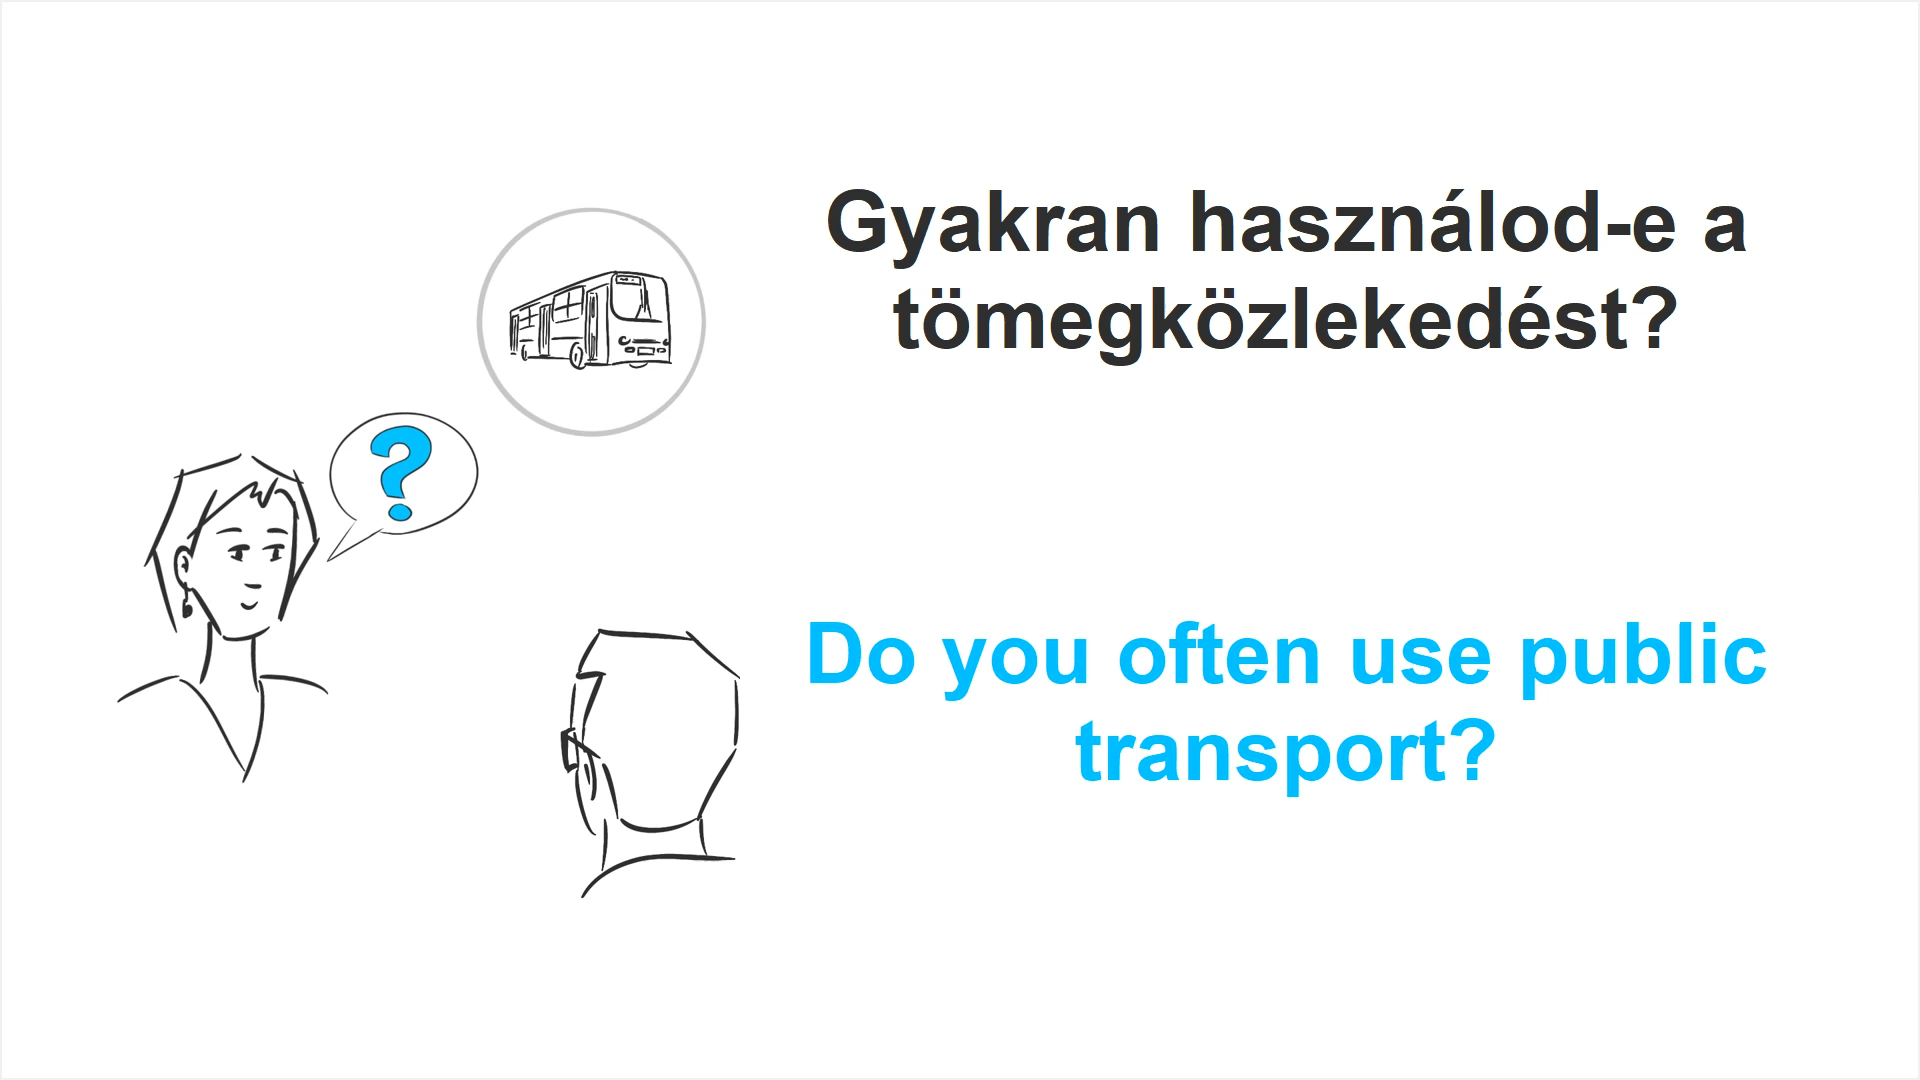 Gyakran használod-e a
tömegközlekedést?
?
Do you often use public
transport?